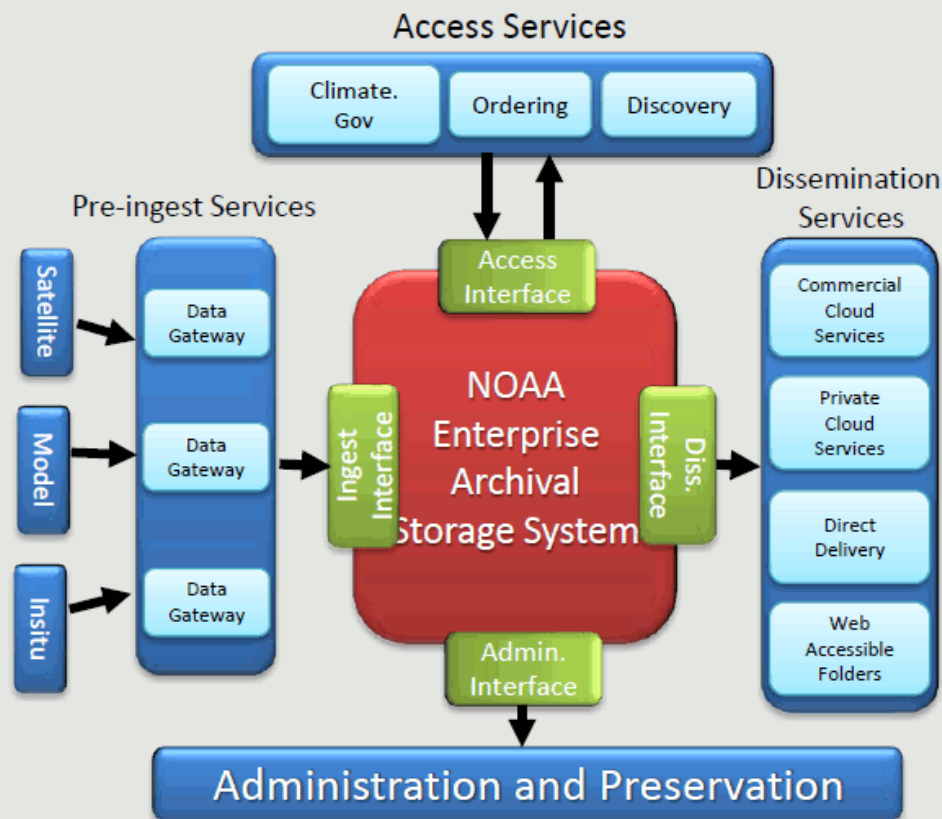 Access Services
Climate.
Gov
Ordering
Discovery
Pre-ingest Services
Dissemination
Services
Satellite
Model
Insitu
Data
Gateway
Data
Gateway
Data
Gateway
Ingest
Interface
Access
Interface
NOAA
Enterprise
Archival
Storage System
Diss.
Interface
Admin.
Interface
Commercial
Cloud
Services
Private
Cloud
Services
Direct
Delivery
Web
Accessible
Folders
Administration and Preservation